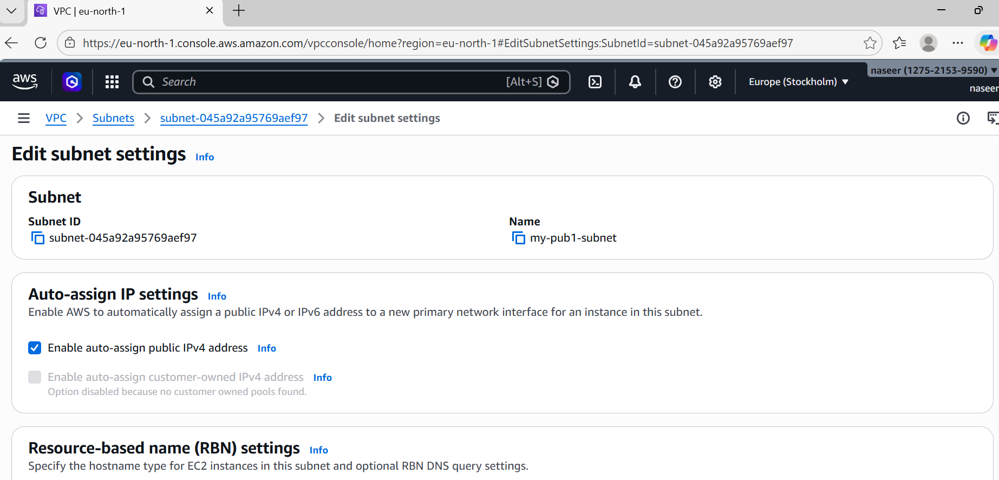 VPC | eu-north-1
https://eu-north-1.console.aws.amazon.com/vpcconsole/home?region=eu-north-1#EditSubnetSettings:SubnetId=subnet-045a92a95769aef97
aws
Search [Alt+S]
Europe (Stockholm)
naseer (1275-2153-9590)
naseer
VPC > Subnets > subnet-045a92a95769aef97 > Edit subnet settings
Edit subnet settings Info
Subnet
Subnet ID
subnet-045a92a95769aef97
Name
my-pub1-subnet
Auto-assign IP settings Info
Enable AWS to automatically assign a public IPv4 or IPv6 address to a new primary network interface for an instance in this subnet.
Enable auto-assign public IPv4 address Info
Enable auto-assign customer-owned IPv4 address Info
Option disabled because no customer owned pools found.
Resource-based name (RBN) settings Info
Specify the hostname type for EC2 instances in this subnet and optional RBN DNS query settings.